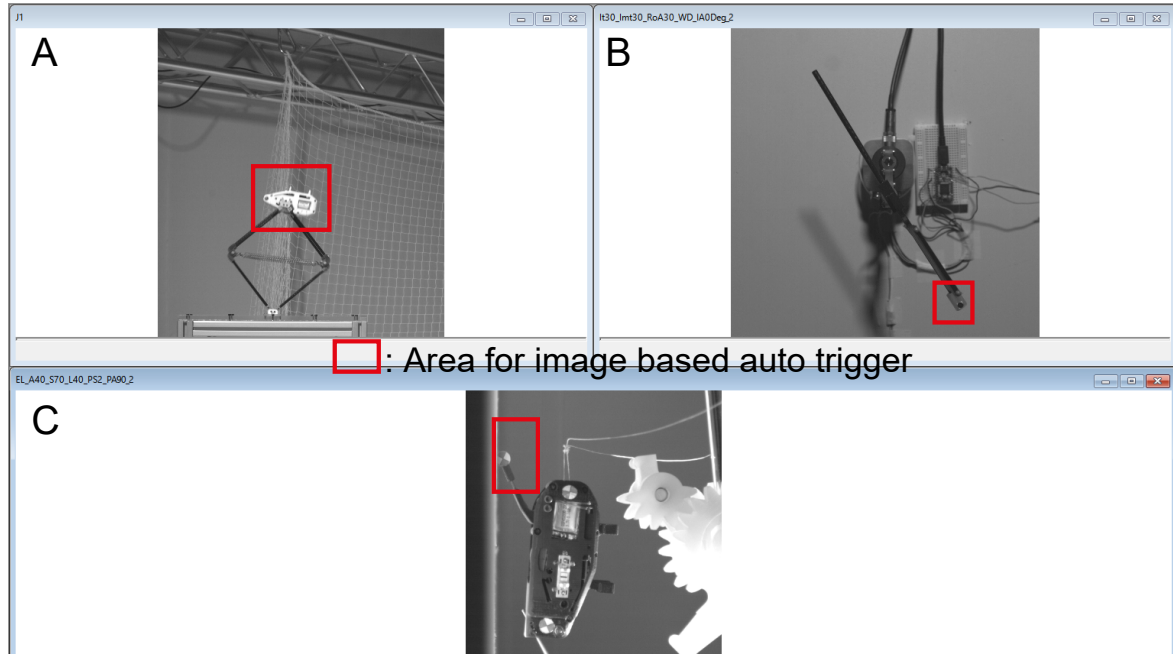 J1
A
It30_Imt30_RoA30_WD_IA0Deg_2
B
: Area for image based auto trigger
EL_A40_S70_L40_PS2_PA90_2
C